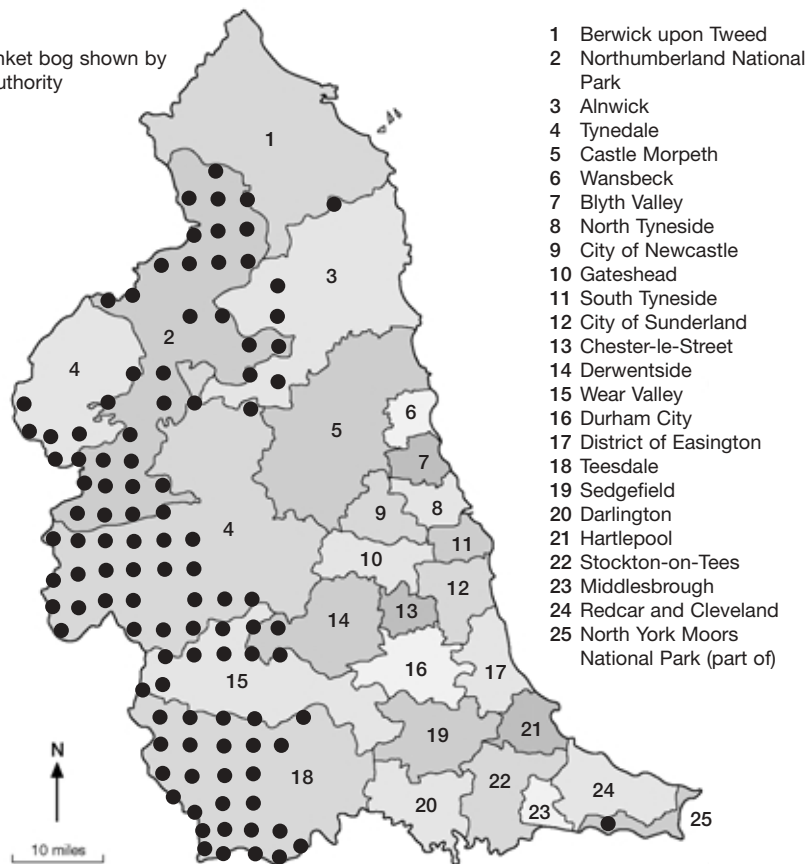 nket bog shown by
uthority
1 Berwick upon Tweed
2 Northumberland National
Park
3 Alnwick
4 Tynedale
5 Castle Morpeth
6 Wansbeck
7 Blyth Valley
8 North Tyneside
9 City of Newcastle
10 Gateshead
11 South Tyneside
12 City of Sunderland
13 Chester-le-Street
14 Derwentside
15 Wear Valley
16 Durham City
17 District of Easington
18 Teesdale
19 Sedgefield
20 Darlington
21 Hartlepool
22 Stockton-on-Tees
23 Middlesbrough
24 Redcar and Cleveland
25 North York Moors
National Park (part of)
1
3
2
4
6
5
7
8
9
4
11
10
12
13
14
16
17
15
21
19
18
22
24
20
23
25
N
10 miles